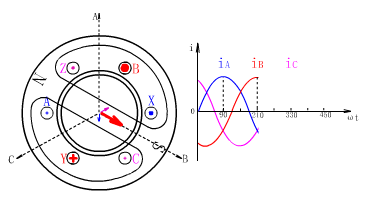 A
Z B
N
A X
S
Y C
C B
i iA iB iC
0 90 210 330 450 ωt